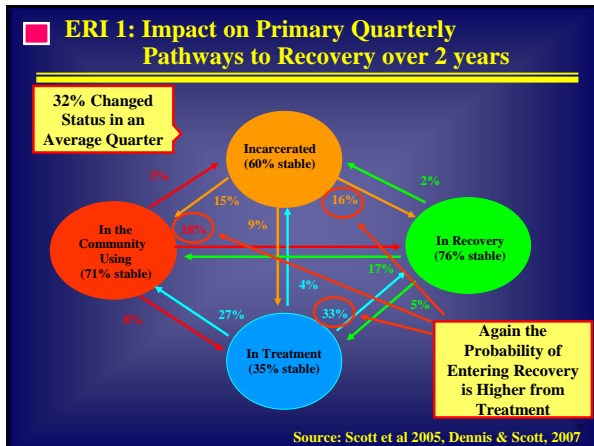 ERI 1: Impact on Primary Quarterly
Pathways to Recovery over 2 years
32% Changed
Status in an
Average Quarter
Incarcerated
(60% stable)
3%
2%
15%
16%
9%
18%
In the
Community
Using
(71% stable)
In Recovery
(76% stable)
17%
4%
5%
27%
33%
8%
In Treatment
(35% stable)
Again the
Probability of
Entering Recovery
is Higher from
Treatment
Source: Scott et al 2005, Dennis & Scott, 2007